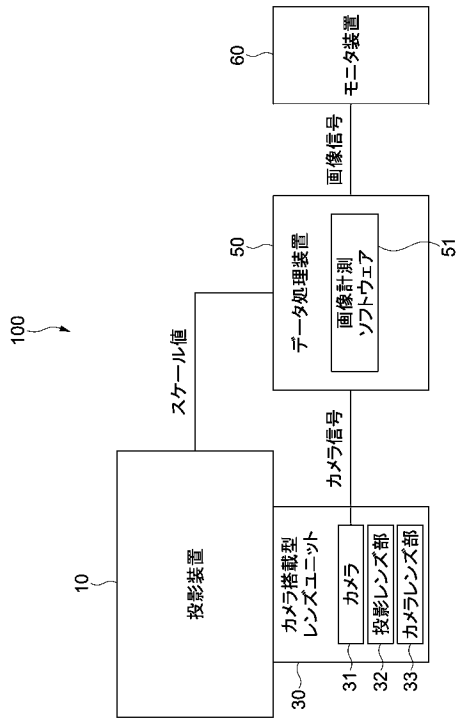 100
10
投影装置
スケール値
30
カメラ搭載型
レンズユニット
31
カメラ
32
投影レンズ部
33
カメラレンズ部
カメラ信号
50
データ処理装置
画像計測
ソフトウェア
51
画像信号
60
モニタ装置